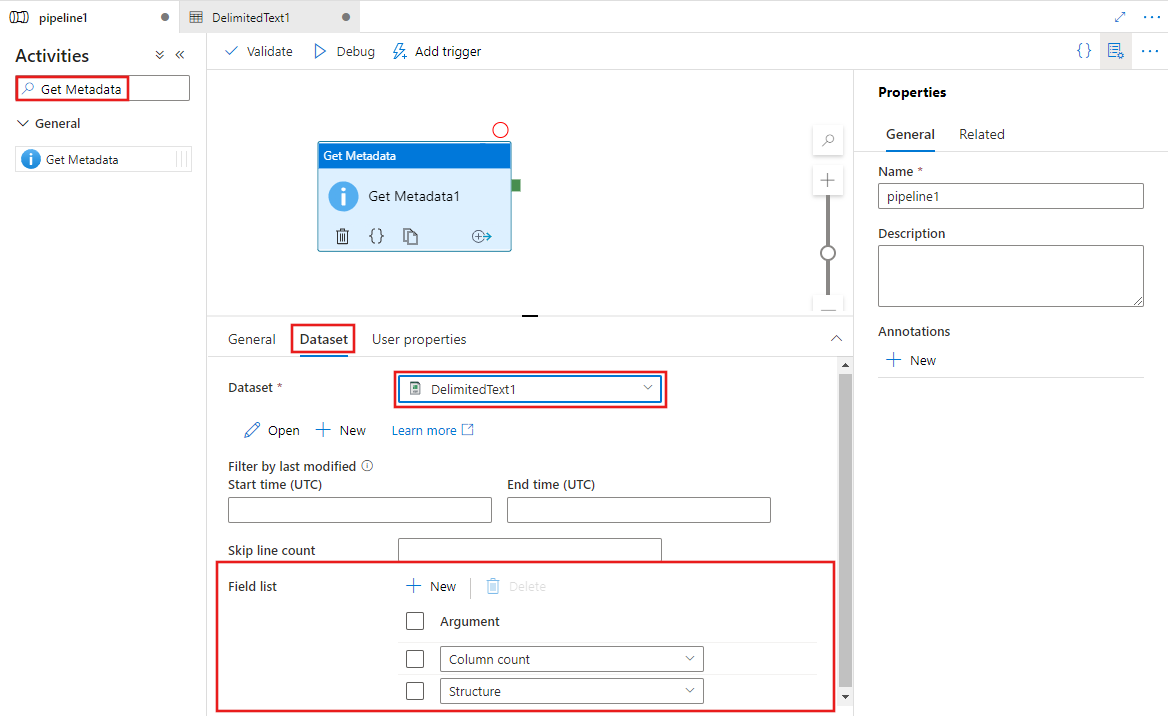 pipeline1
DelimitedText1
Activities
Get Metadata
General
Get Metadata
Validate
Debug
Add trigger
Get Metadata
Get Metadata1
General
Dataset
User properties
Dataset *
DelimitedText1
Open
New
Learn more
Filter by last modified
Start time (UTC)
End time (UTC)
Skip line count
Field list
New
Delete
Argument
Column count
Structure
Properties
General
Related
Name *
pipeline1
Description
Annotations
New